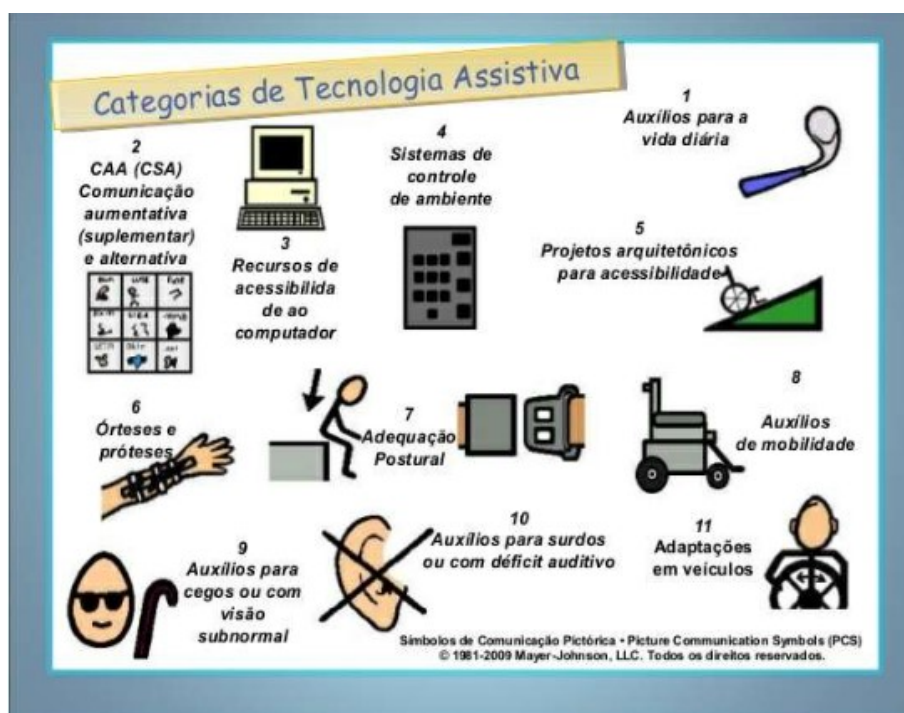 Categorias de Tecnologia Assistiva
1
Auxílios para a
vida diária
2
CAA (CSA)
Comunicação
aumentativa
(suplementar)
e alternativa
3
Recursos de
acessibilida
de ao
computador
4
Sistemas de
controle
de ambiente
5
Projetos arquitetônicos
para acessibilidade
6
Órteses e
próteses
7
Adequação
Postural
8
Auxílios
de mobilidade
9
Auxílios para
cegos ou com
visão
subnormal
10
Auxílios para surdos
ou com déficit auditivo
11
Adaptações
em veículos
Símbolos de Comunicação Pictórica • Picture Communication Symbols (PCS)
© 1981-2009 Mayer-Johnson, LLC. Todos os direitos reservados.